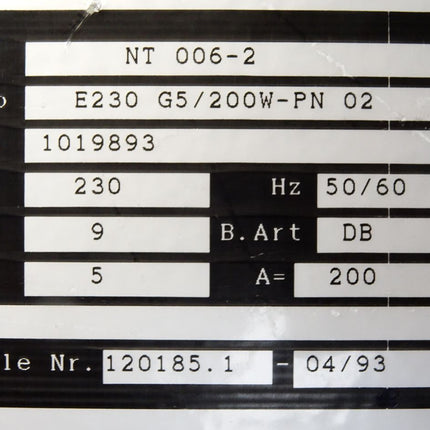 NT 006-2
E230 G5/200W-PN 02
1019893
230 Hz 50/60
9 B.Art DB
5 A= 200
le Nr. 120185.1 - 04/93